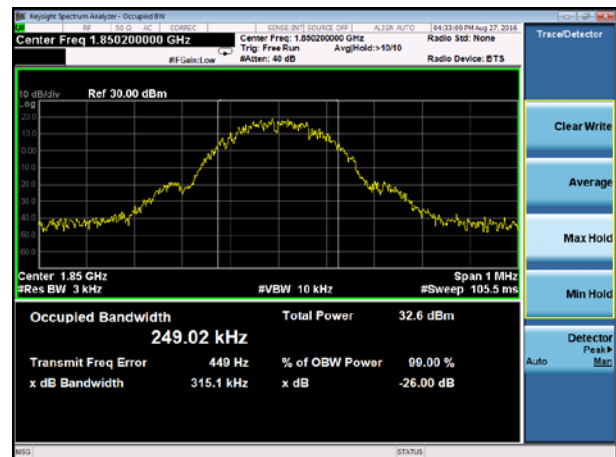 Keysight Spectrum Analyzer - Occupied BW
RF 50 Ω AC CORREC SENSE:INT SOURCE OFF ALIGN AUTO 04:33:09 PM Aug 27, 2016
Center Freq 1.850200000 GHz Center Freq: 1.850200000 GHz Radio Std: None Trace/Detector
Trig: Free Run Avg|Hold:>10/10
#IFGain:Low #Atten: 40 dB Radio Device: BTS
10 dB/div Ref 30.00 dBm
Log
20.0
10.0
0.00
10.0
20.0
30.0
40.0
50.0
60.0
Clear Write
Average
Max Hold
Min Hold
Center 1.85 GHz Span 1 MHz
#Res BW 3 kHz #VBW 10 kHz #Sweep 105.5 ms
Occupied Bandwidth Total Power 32.6 dBm
249.02 kHz
Transmit Freq Error 449 Hz % of OBW Power 99.00 %
x dB Bandwidth 315.1 kHz x dB -26.00 dB
Detector
Peak▶
Auto Man
MSG STATUS